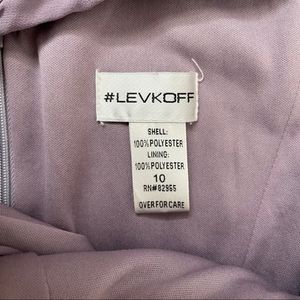 #LEVKOFF
SHELL:
100%POLYESTER
LINING:
100%POLYESTER
10
RN#82955
OVER FOR CARE